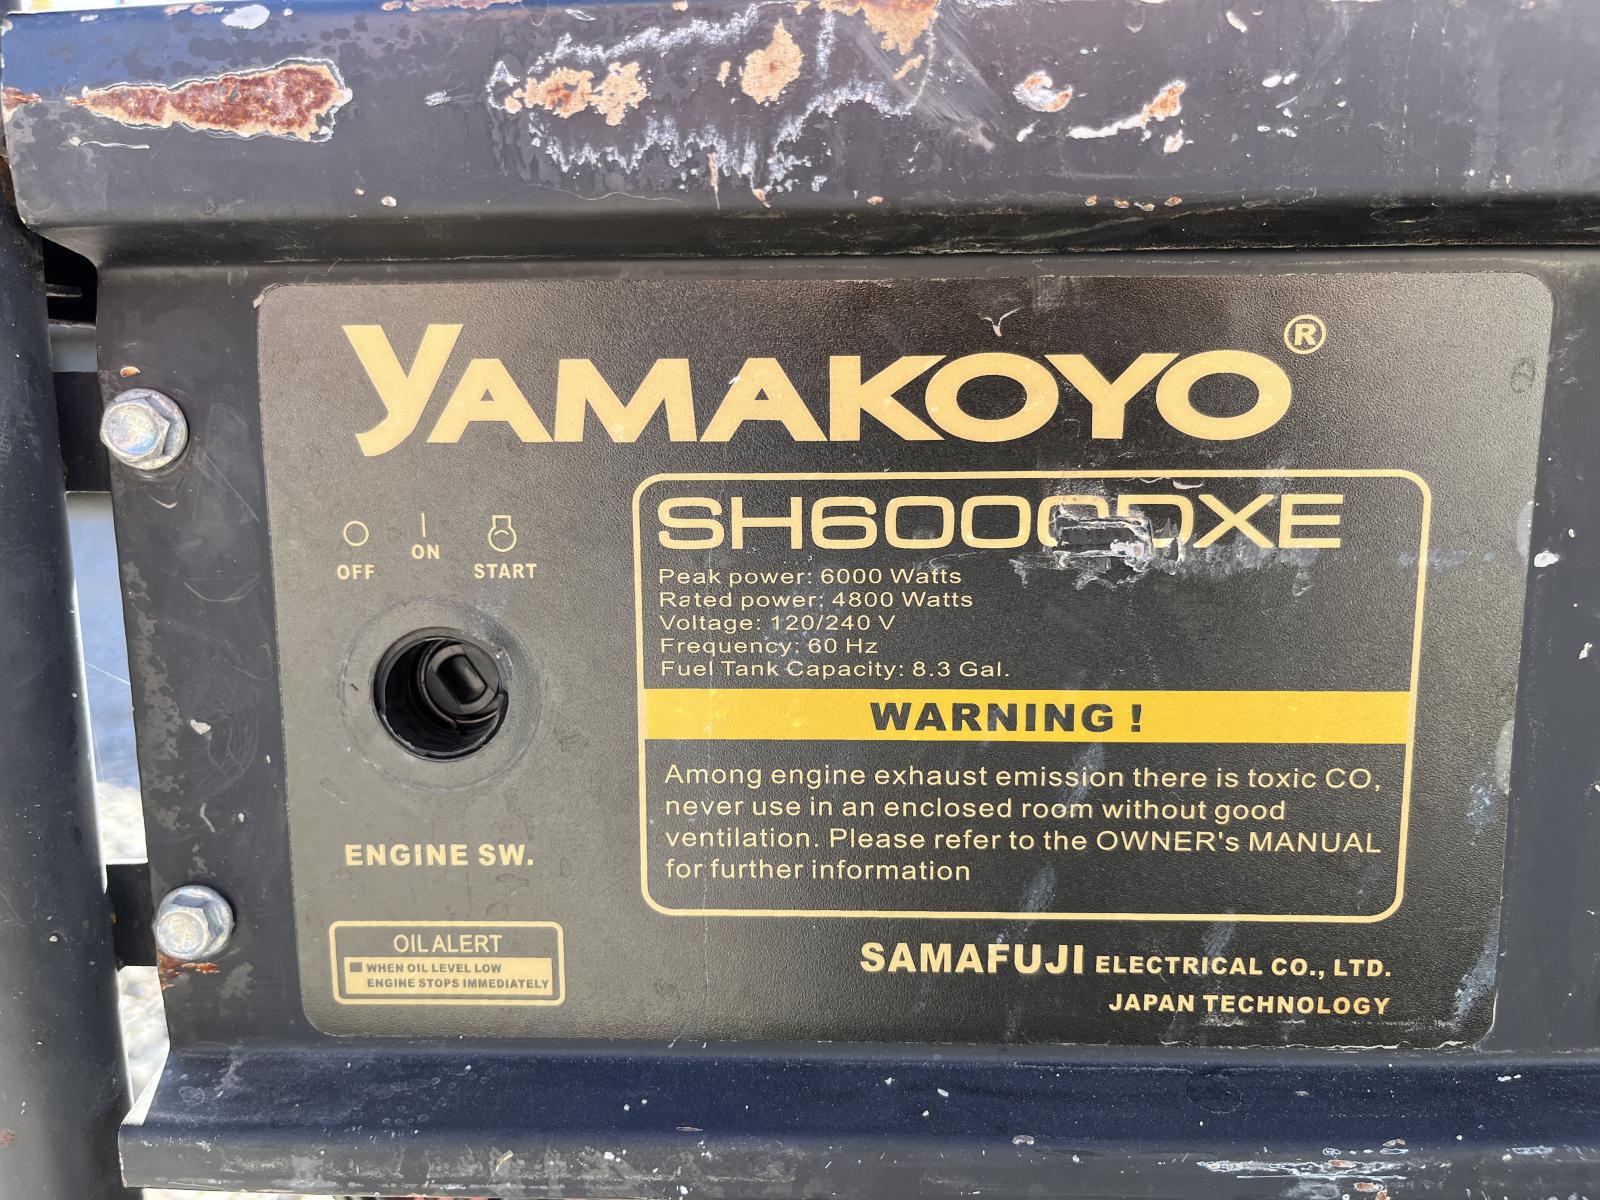 YAMAKOYO®
SH6000DXE
Peak power: 6000 Watts
Rated power: 4800 Watts
Voltage: 120/240 V
Frequency: 60 Hz
Fuel Tank Capacity: 8.3 Gal.
WARNING !
Among engine exhaust emission there is toxic CO,
never use in an enclosed room without good
ventilation. Please refer to the OWNER's MANUAL
for further information
OFF
ON
START
ENGINE SW.
OIL ALERT
WHEN OIL LEVEL LOW
ENGINE STOPS IMMEDIATELY
SAMAFUJI ELECTRICAL CO., LTD.
JAPAN TECHNOLOGY